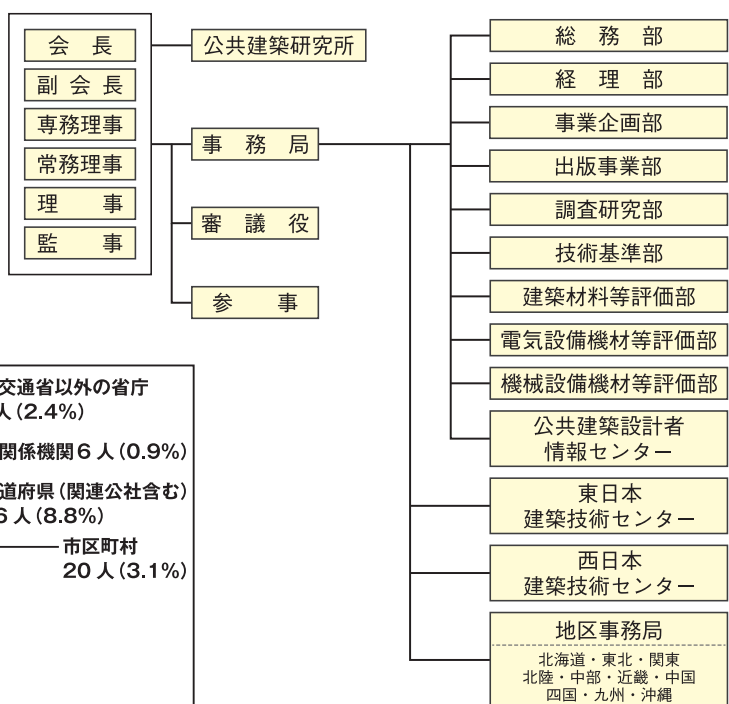 会長
副会長
専務理事
常務理事
理事
監事
公共建築研究所
事務局
審議役
参事
総務部
経理部
事業企画部
出版事業部
調査研究部
技術基準部
建築材料等評価部
電気設備機材等評価部
機械設備機材等評価部
公共建築設計者
情報センター
東日本
建築技術センター
西日本
建築技術センター
地区事務局
北海道・東北・関東
北陸・中部・近畿・中国
四国・九州・沖縄
交通省以外の省庁
人(2.4%)
関係機関6人(0.9%)
道府県(関連公社含む)
6人(8.8%)
市区町村
20人(3.1%)